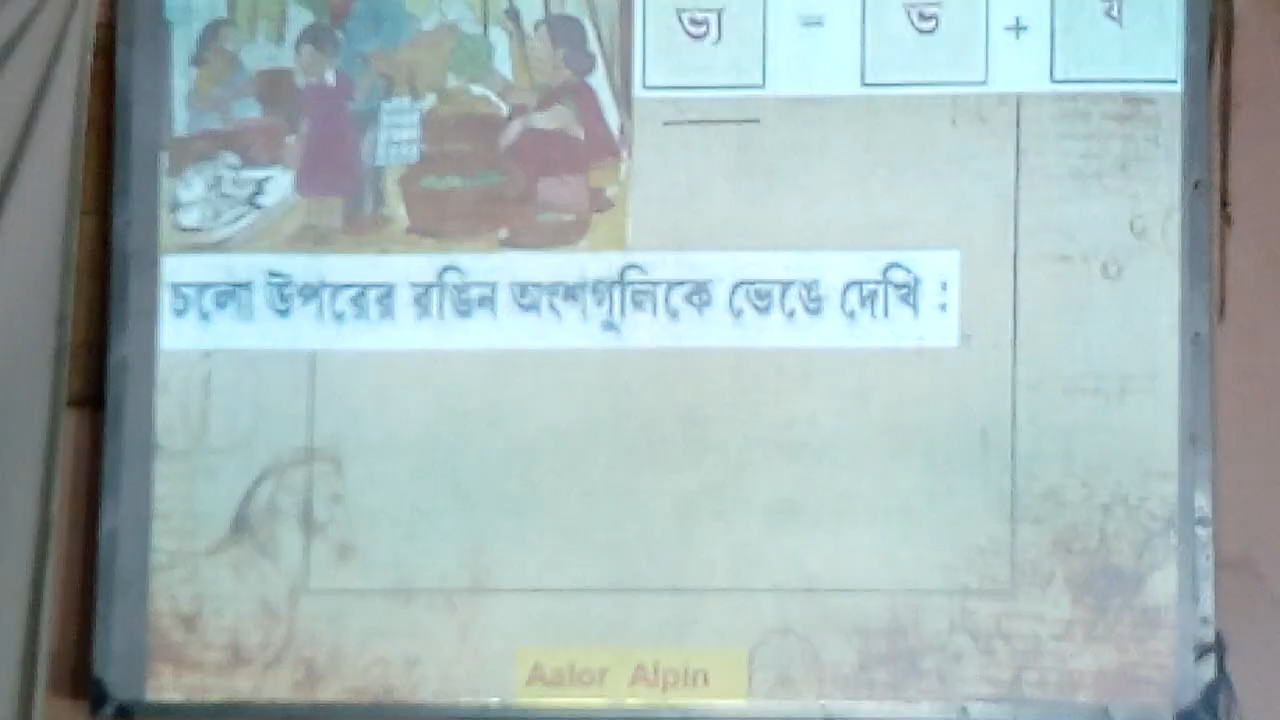 ভ্য = ভ + য
চলো উপরের রঙিন অংশগুলিকে ভেঙে দেখি :
Aalor Alpin